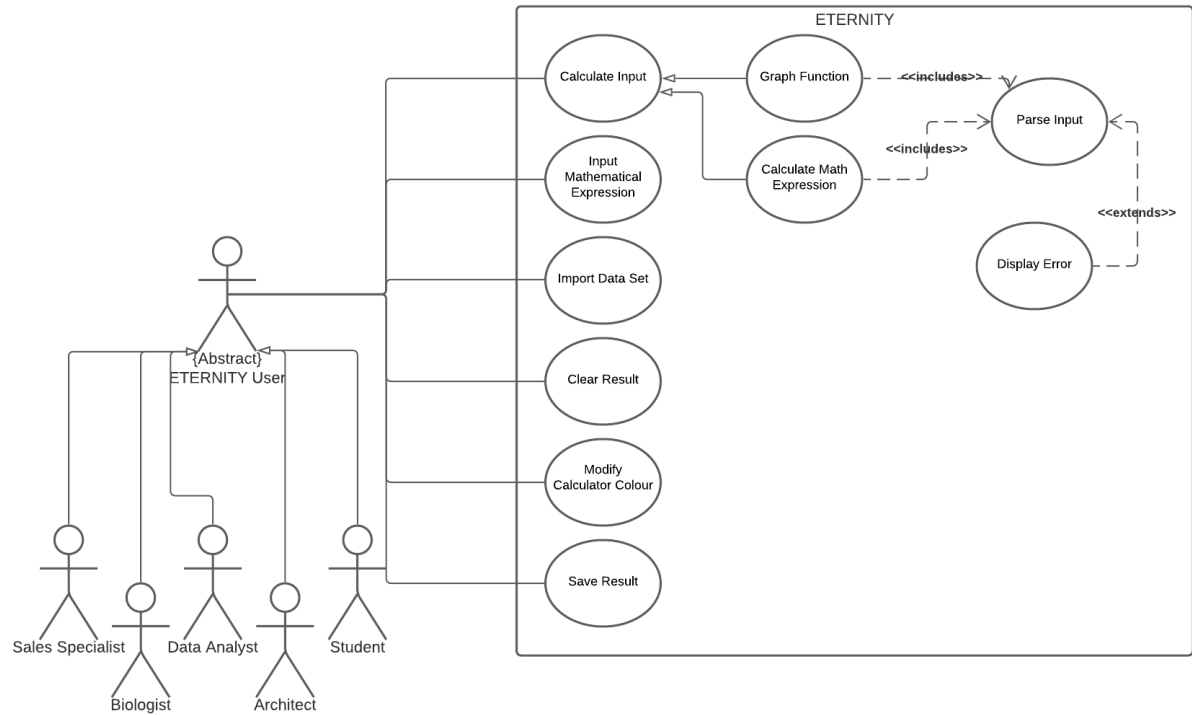 ETERNITY
Calculate Input
Graph Function
<<includes>>
Parse Input
Input
Mathematical
Expression
Calculate Math
Expression
<<includes>>
<<extends>>
Import Data Set
Display Error
{Abstract}
ETERNITY User
Clear Result
Modify
Calculator Colour
Save Result
Sales Specialist
Data Analyst
Student
Biologist
Architect